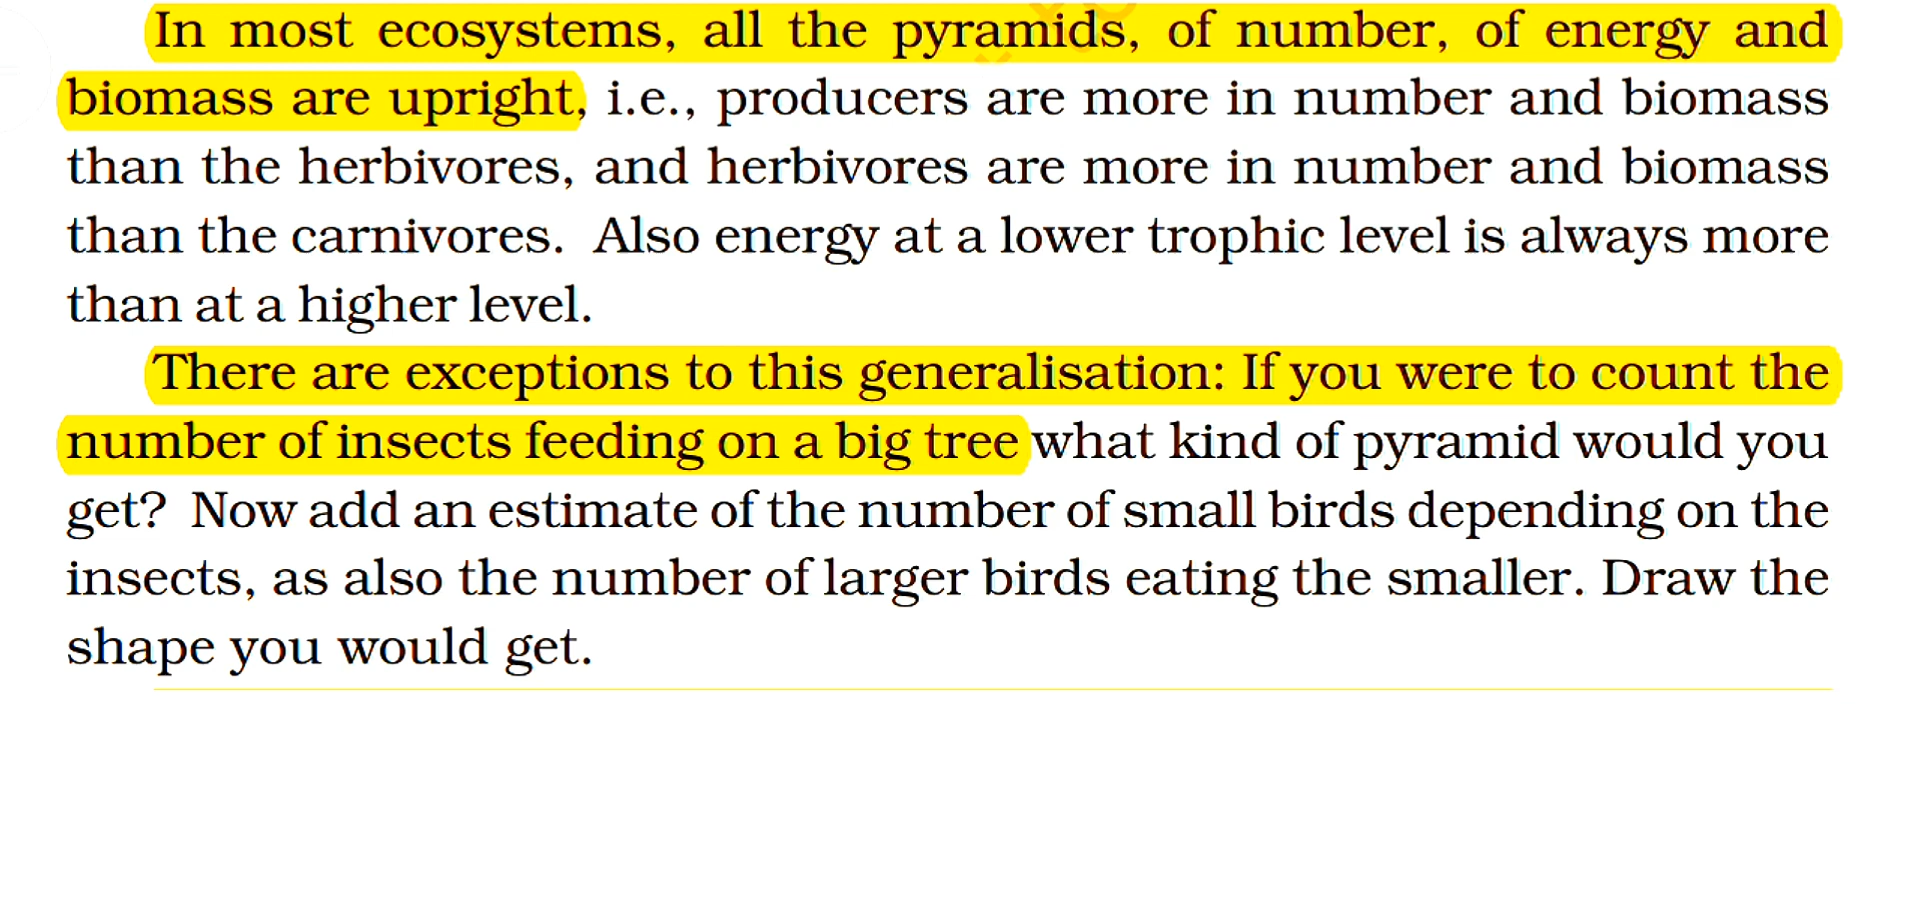 In most ecosystems, all the pyramids, of number, of energy and
biomass are upright, i.e., producers are more in number and biomass
than the herbivores, and herbivores are more in number and biomass
than the carnivores. Also energy at a lower trophic level is always more
than at a higher level.
There are exceptions to this generalisation: If you were to count the
number of insects feeding on a big tree what kind of pyramid would you
get? Now add an estimate of the number of small birds depending on the
insects, as also the number of larger birds eating the smaller. Draw the
shape you would get.